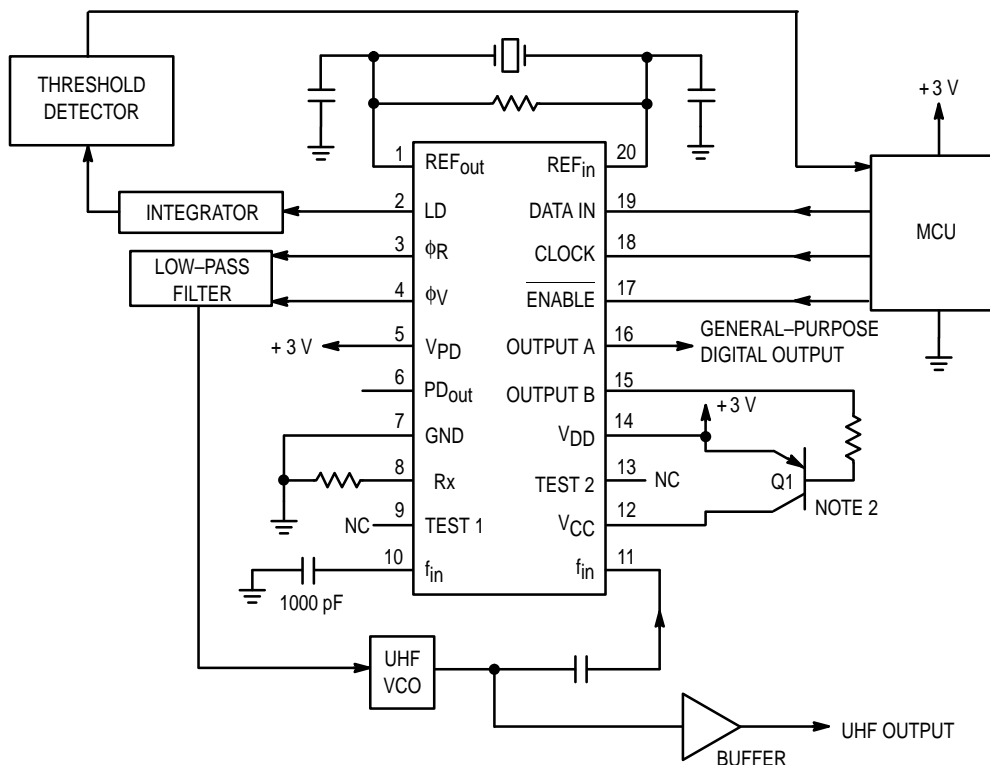 THRESHOLD
DETECTOR
+ 3 V
1
REFout
REFin
20
INTEGRATOR
2
LD
DATA IN
19
MCU
3
ϕR
CLOCK
18
LOW–PASS
FILTER
4
ϕV
ENABLE
17
GENERAL–PURPOSE
DIGITAL OUTPUT
+ 3 V
5
VPD
OUTPUT A
16
6
PDout
OUTPUT B
15
+ 3 V
7
GND
VDD
14
8
Rx
TEST 2
13
NC
Q1
NOTE 2
NC
9
TEST 1
VCC
12
10
fin
fin
11
1000 pF
UHF
VCO
UHF OUTPUT
BUFFER